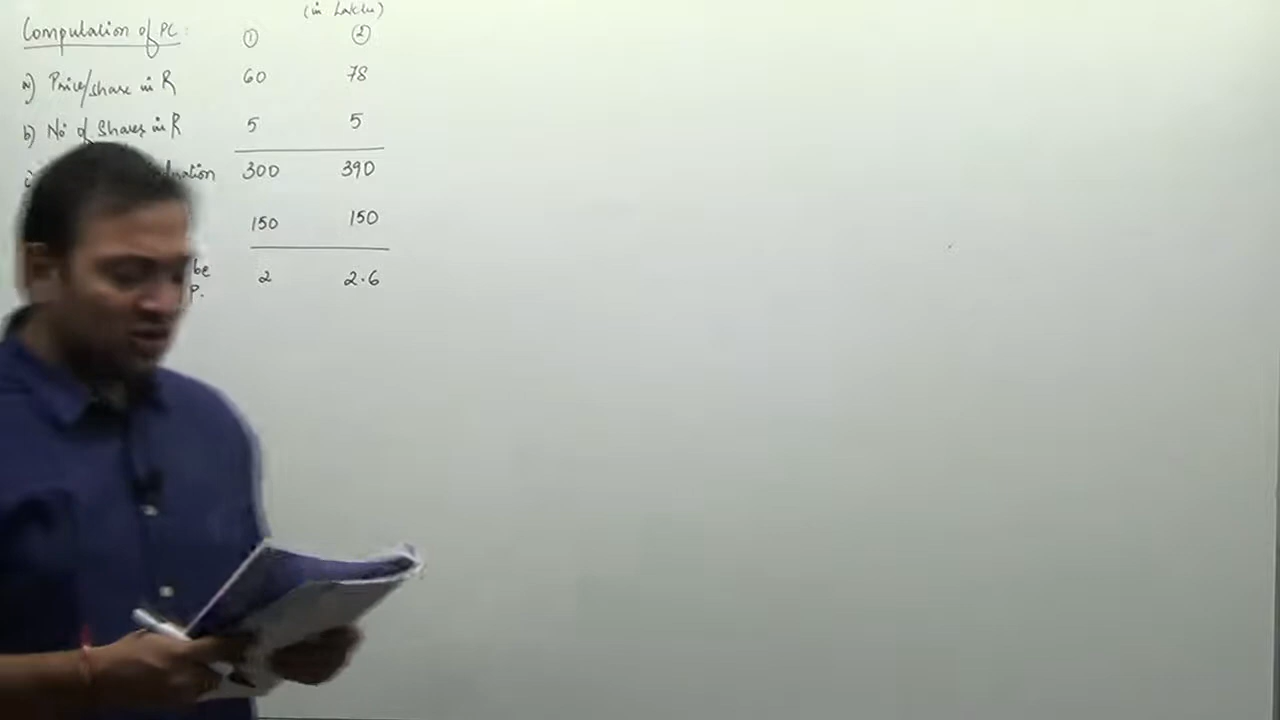 (in Lakhs)
Computation of PC : ① ②
a) Price/share in R 60 78
b) No of Shares in R 5 5
300 390
150 150
be 2 2.6
P.